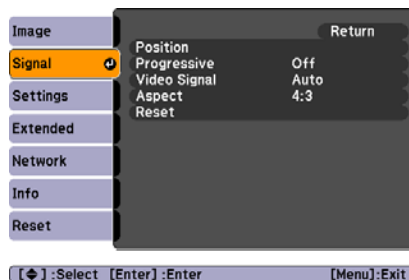 Image
Signal
Settings
Extended
Network
Info
Reset
Return
Position
Progressive Off
Video Signal Auto
Aspect 4:3
Reset
[◆] :Select [Enter] :Enter [Menu]:Exit